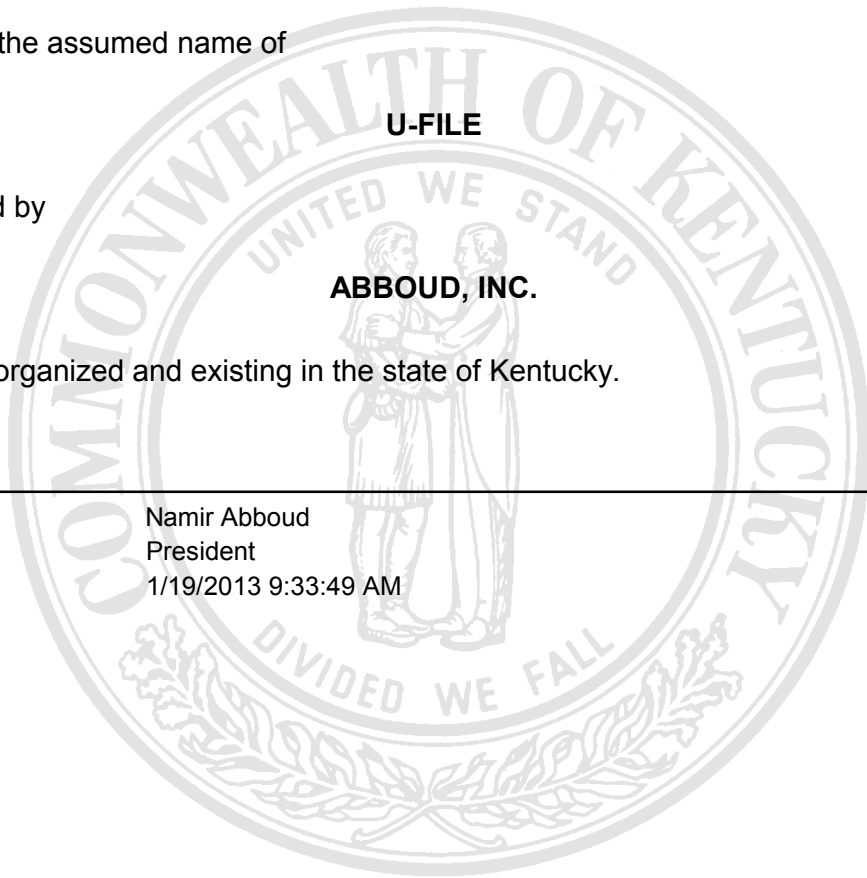 the assumed name of
U-FILE
d by
ABBOUD, INC.
organized and existing in the state of Kentucky.
Namir Abboud
President
1/19/2013 9:33:49 AM
COMMONWEALTH OF KENTUCKY
UNITED WE STAND
DIVIDED WE FALL